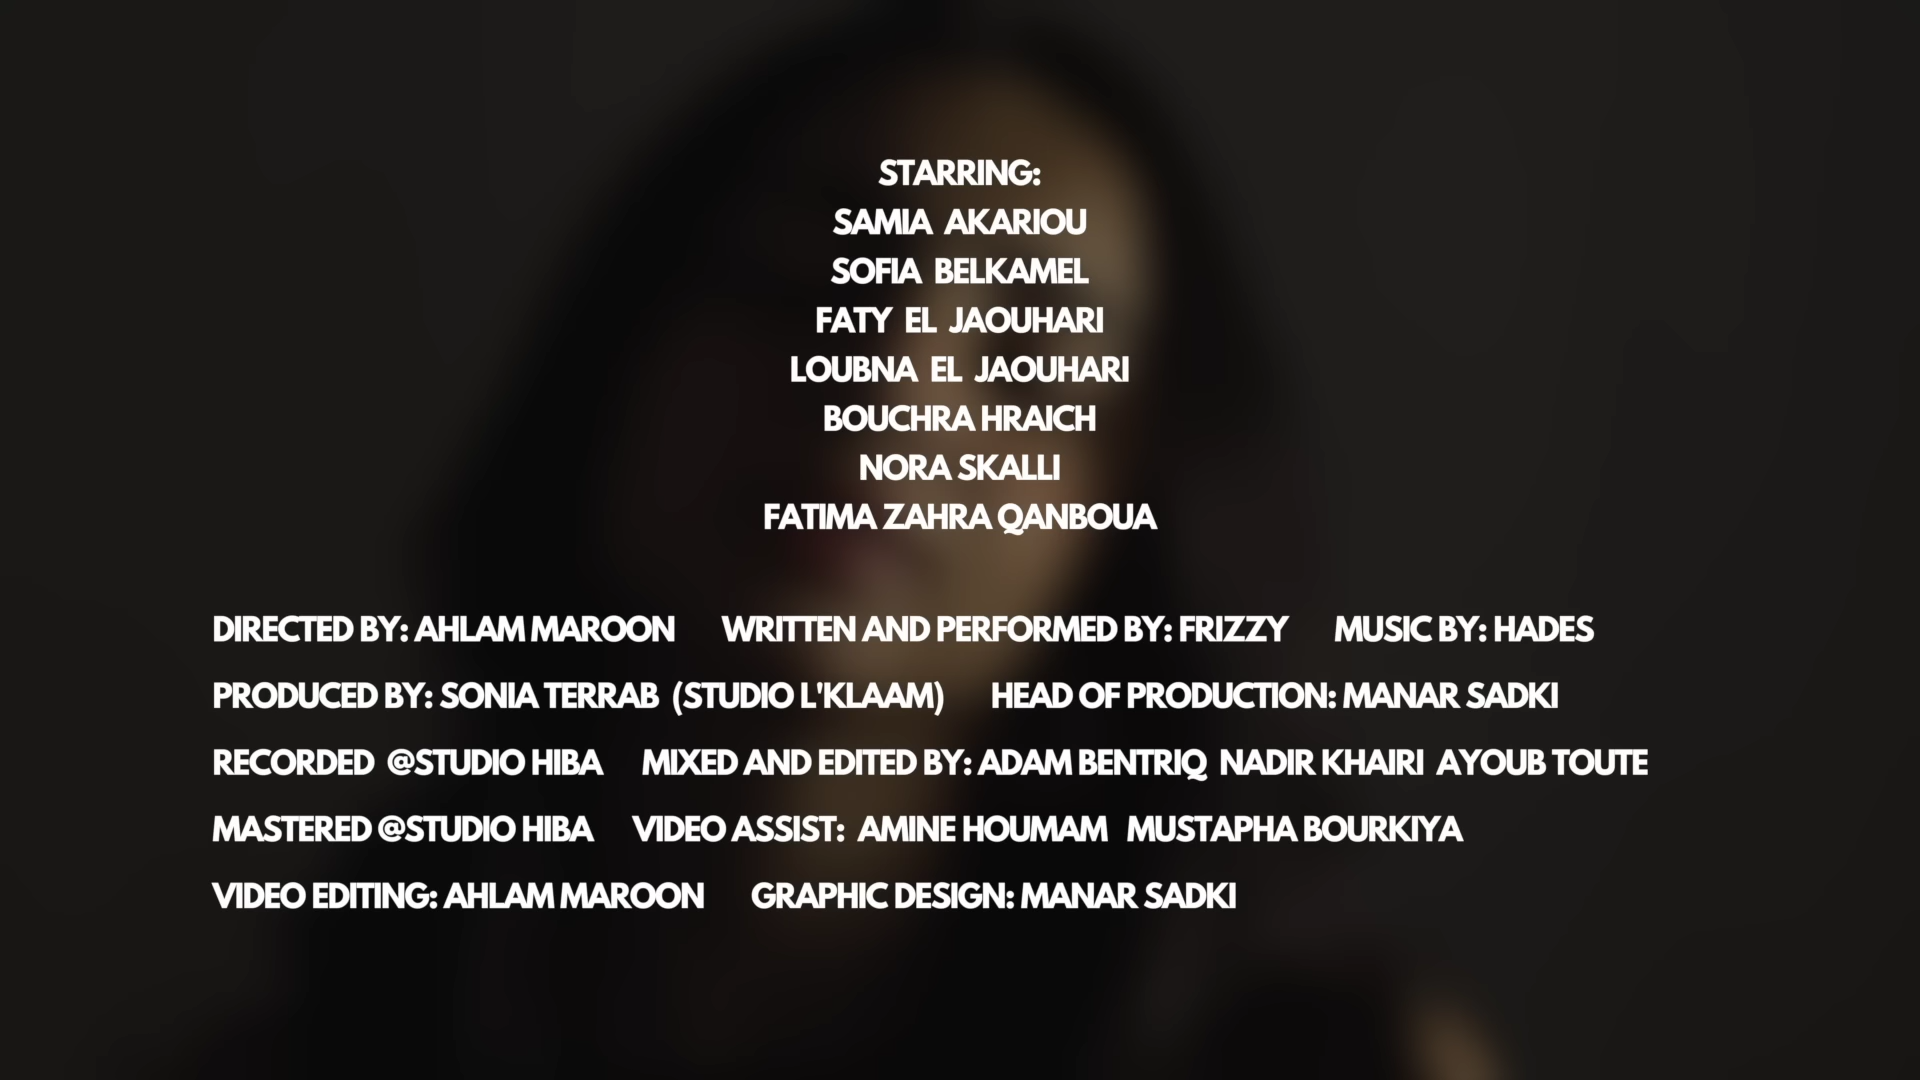 STARRING:
SAMIA AKARIOU
SOFIA BELKAMEL
FATY EL JAOUHARI
LOUBNA EL JAOUHARI
BOUCHRA HRAICH
NORA SKALLI
FATIMA ZAHRA QANBOUA
DIRECTED BY: AHLAM MAROON WRITTEN AND PERFORMED BY: FRIZZY MUSIC BY: HADES
PRODUCED BY: SONIA TERRAB (STUDIO L'KLAAM) HEAD OF PRODUCTION: MANAR SADKI
RECORDED @STUDIO HIBA MIXED AND EDITED BY: ADAM BENTRIQ NADIR KHAIRI AYOUB TOUTE
MASTERED @STUDIO HIBA VIDEO ASSIST: AMINE HOUMAM MUSTAPHA BOURKIYA
VIDEO EDITING: AHLAM MAROON GRAPHIC DESIGN: MANAR SADKI